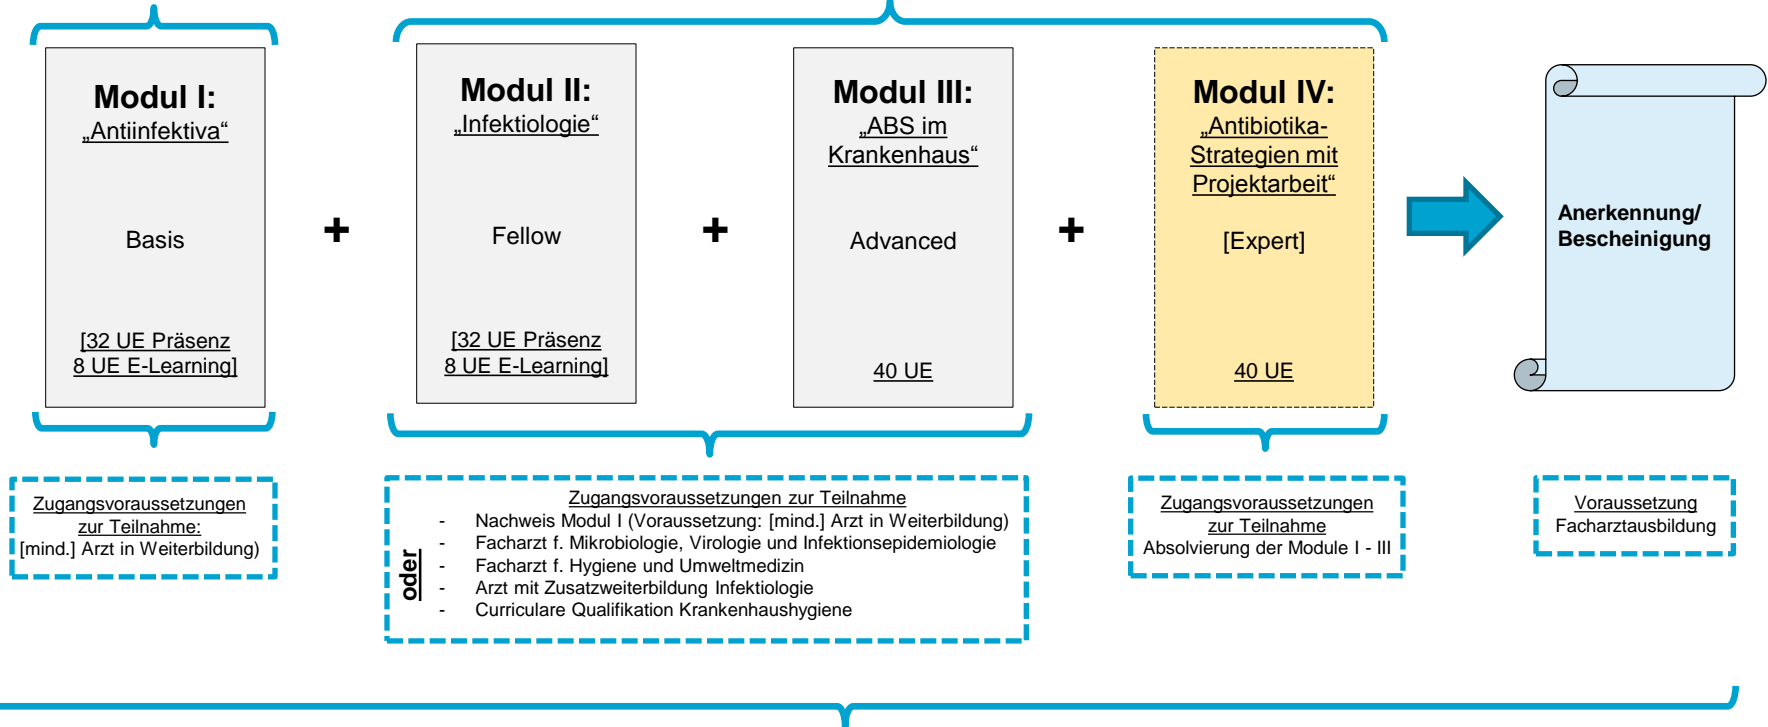 Modul I:
„Antiinfektiva“
Basis
[32 UE Präsenz
8 UE E-Learning]
+
Modul II:
„Infektiologie“
Fellow
[32 UE Präsenz
8 UE E-Learning]
+
Modul III:
„ABS im
Krankenhaus“
Advanced
40 UE
+
Modul IV:
„Antibiotika-
Strategien mit
Projektarbeit“
[Expert]
40 UE
Anerkennung/
Bescheinigung
Zugangsvoraussetzungen
zur Teilnahme:
[mind.] Arzt in Weiterbildung)
Zugangsvoraussetzungen zur Teilnahme
oder
- Nachweis Modul I (Voraussetzung: [mind.] Arzt in Weiterbildung)
- Facharzt f. Mikrobiologie, Virologie und Infektionsepidemiologie
- Facharzt f. Hygiene und Umweltmedizin
- Arzt mit Zusatzweiterbildung Infektiologie
- Curriculare Qualifikation Krankenhaushygiene
Zugangsvoraussetzungen
zur Teilnahme
Absolvierung der Module I - III
Voraussetzung
Facharztausbildung